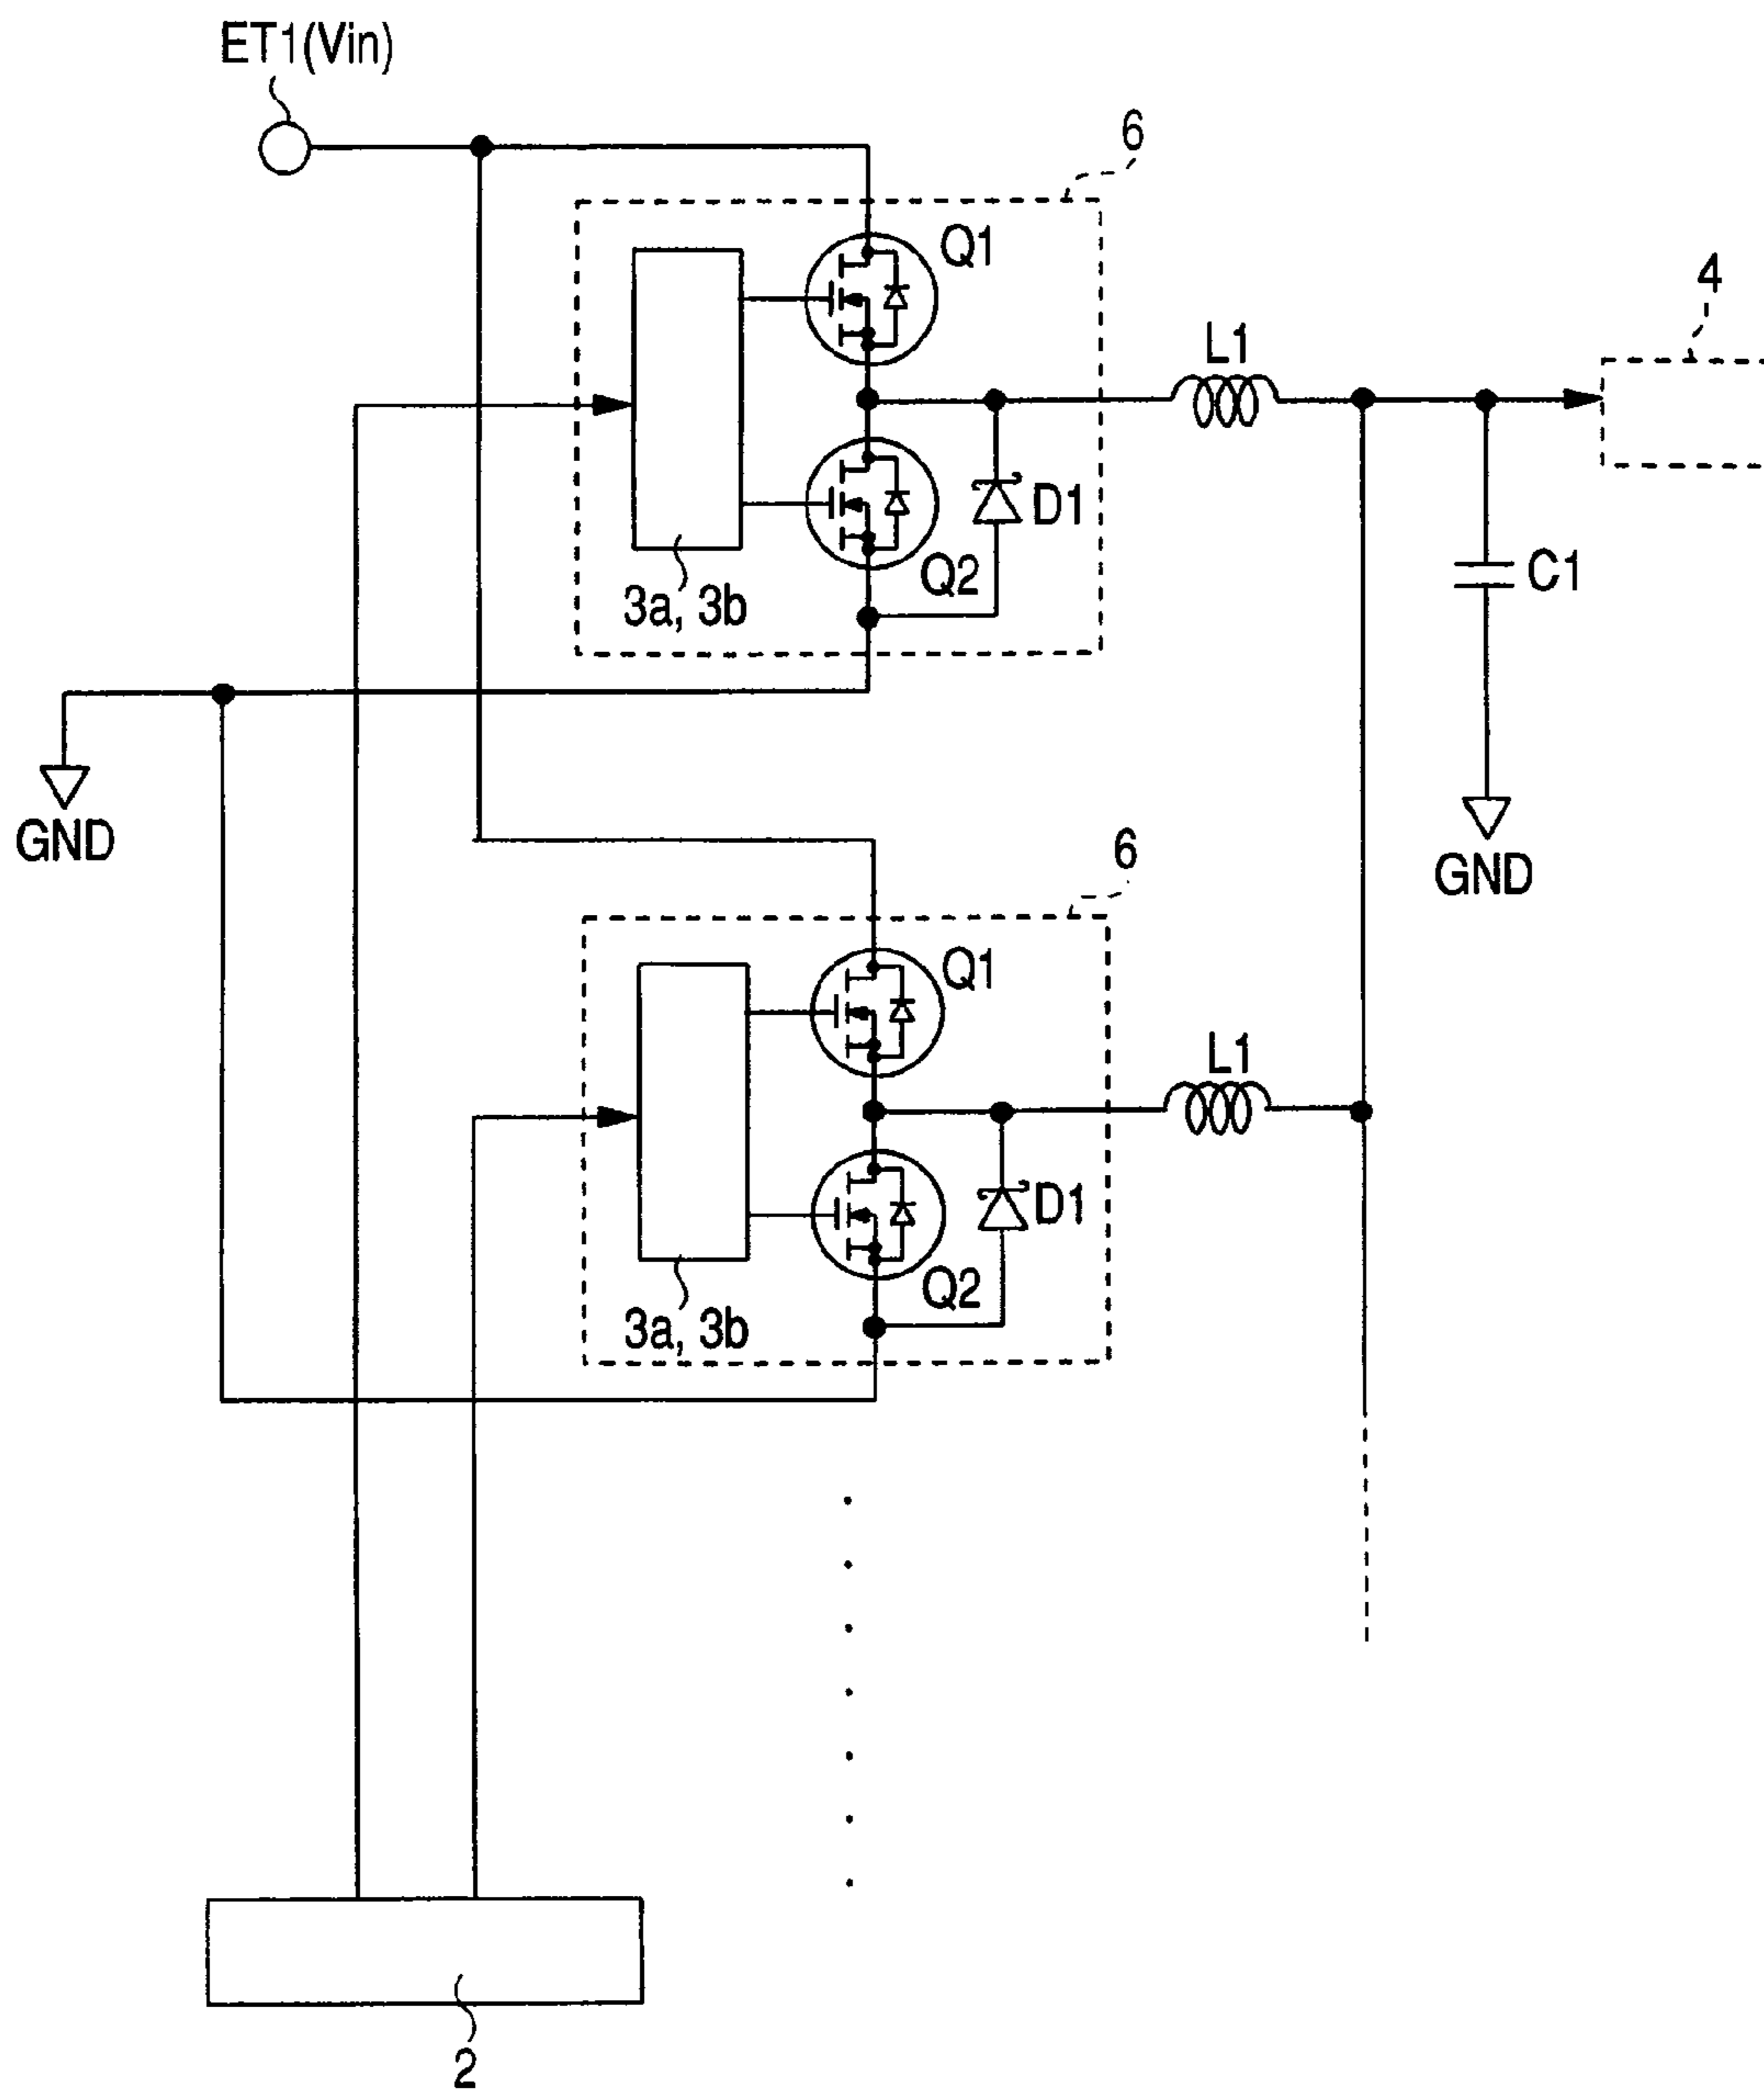 ET1(Vin)
6
Q1
4
L1
D1
Q2
3a, 3b
C1
GND
GND
6
Q1
L1
D1
Q2
3a, 3b
2